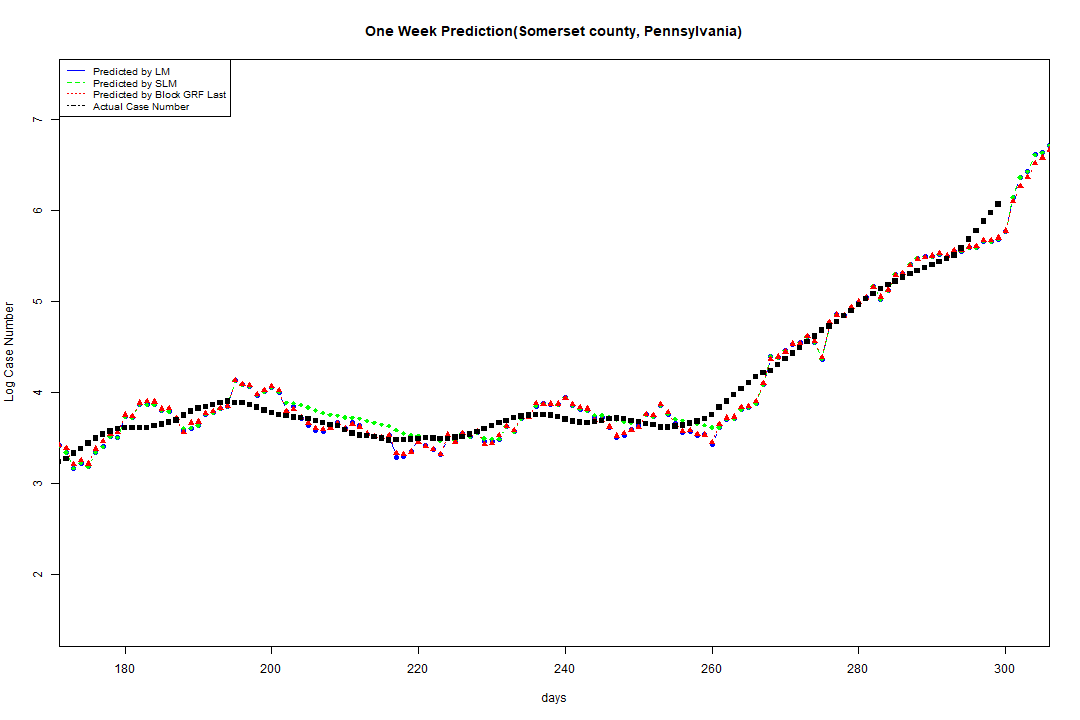 One Week Prediction(Somerset county, Pennsylvania)
Predicted by LM
Predicted by SLM
Predicted by Block GRF Last
Actual Case Number
7
6
5
4
3
2
Log Case Number
180 200 220 240 260 280 300
days